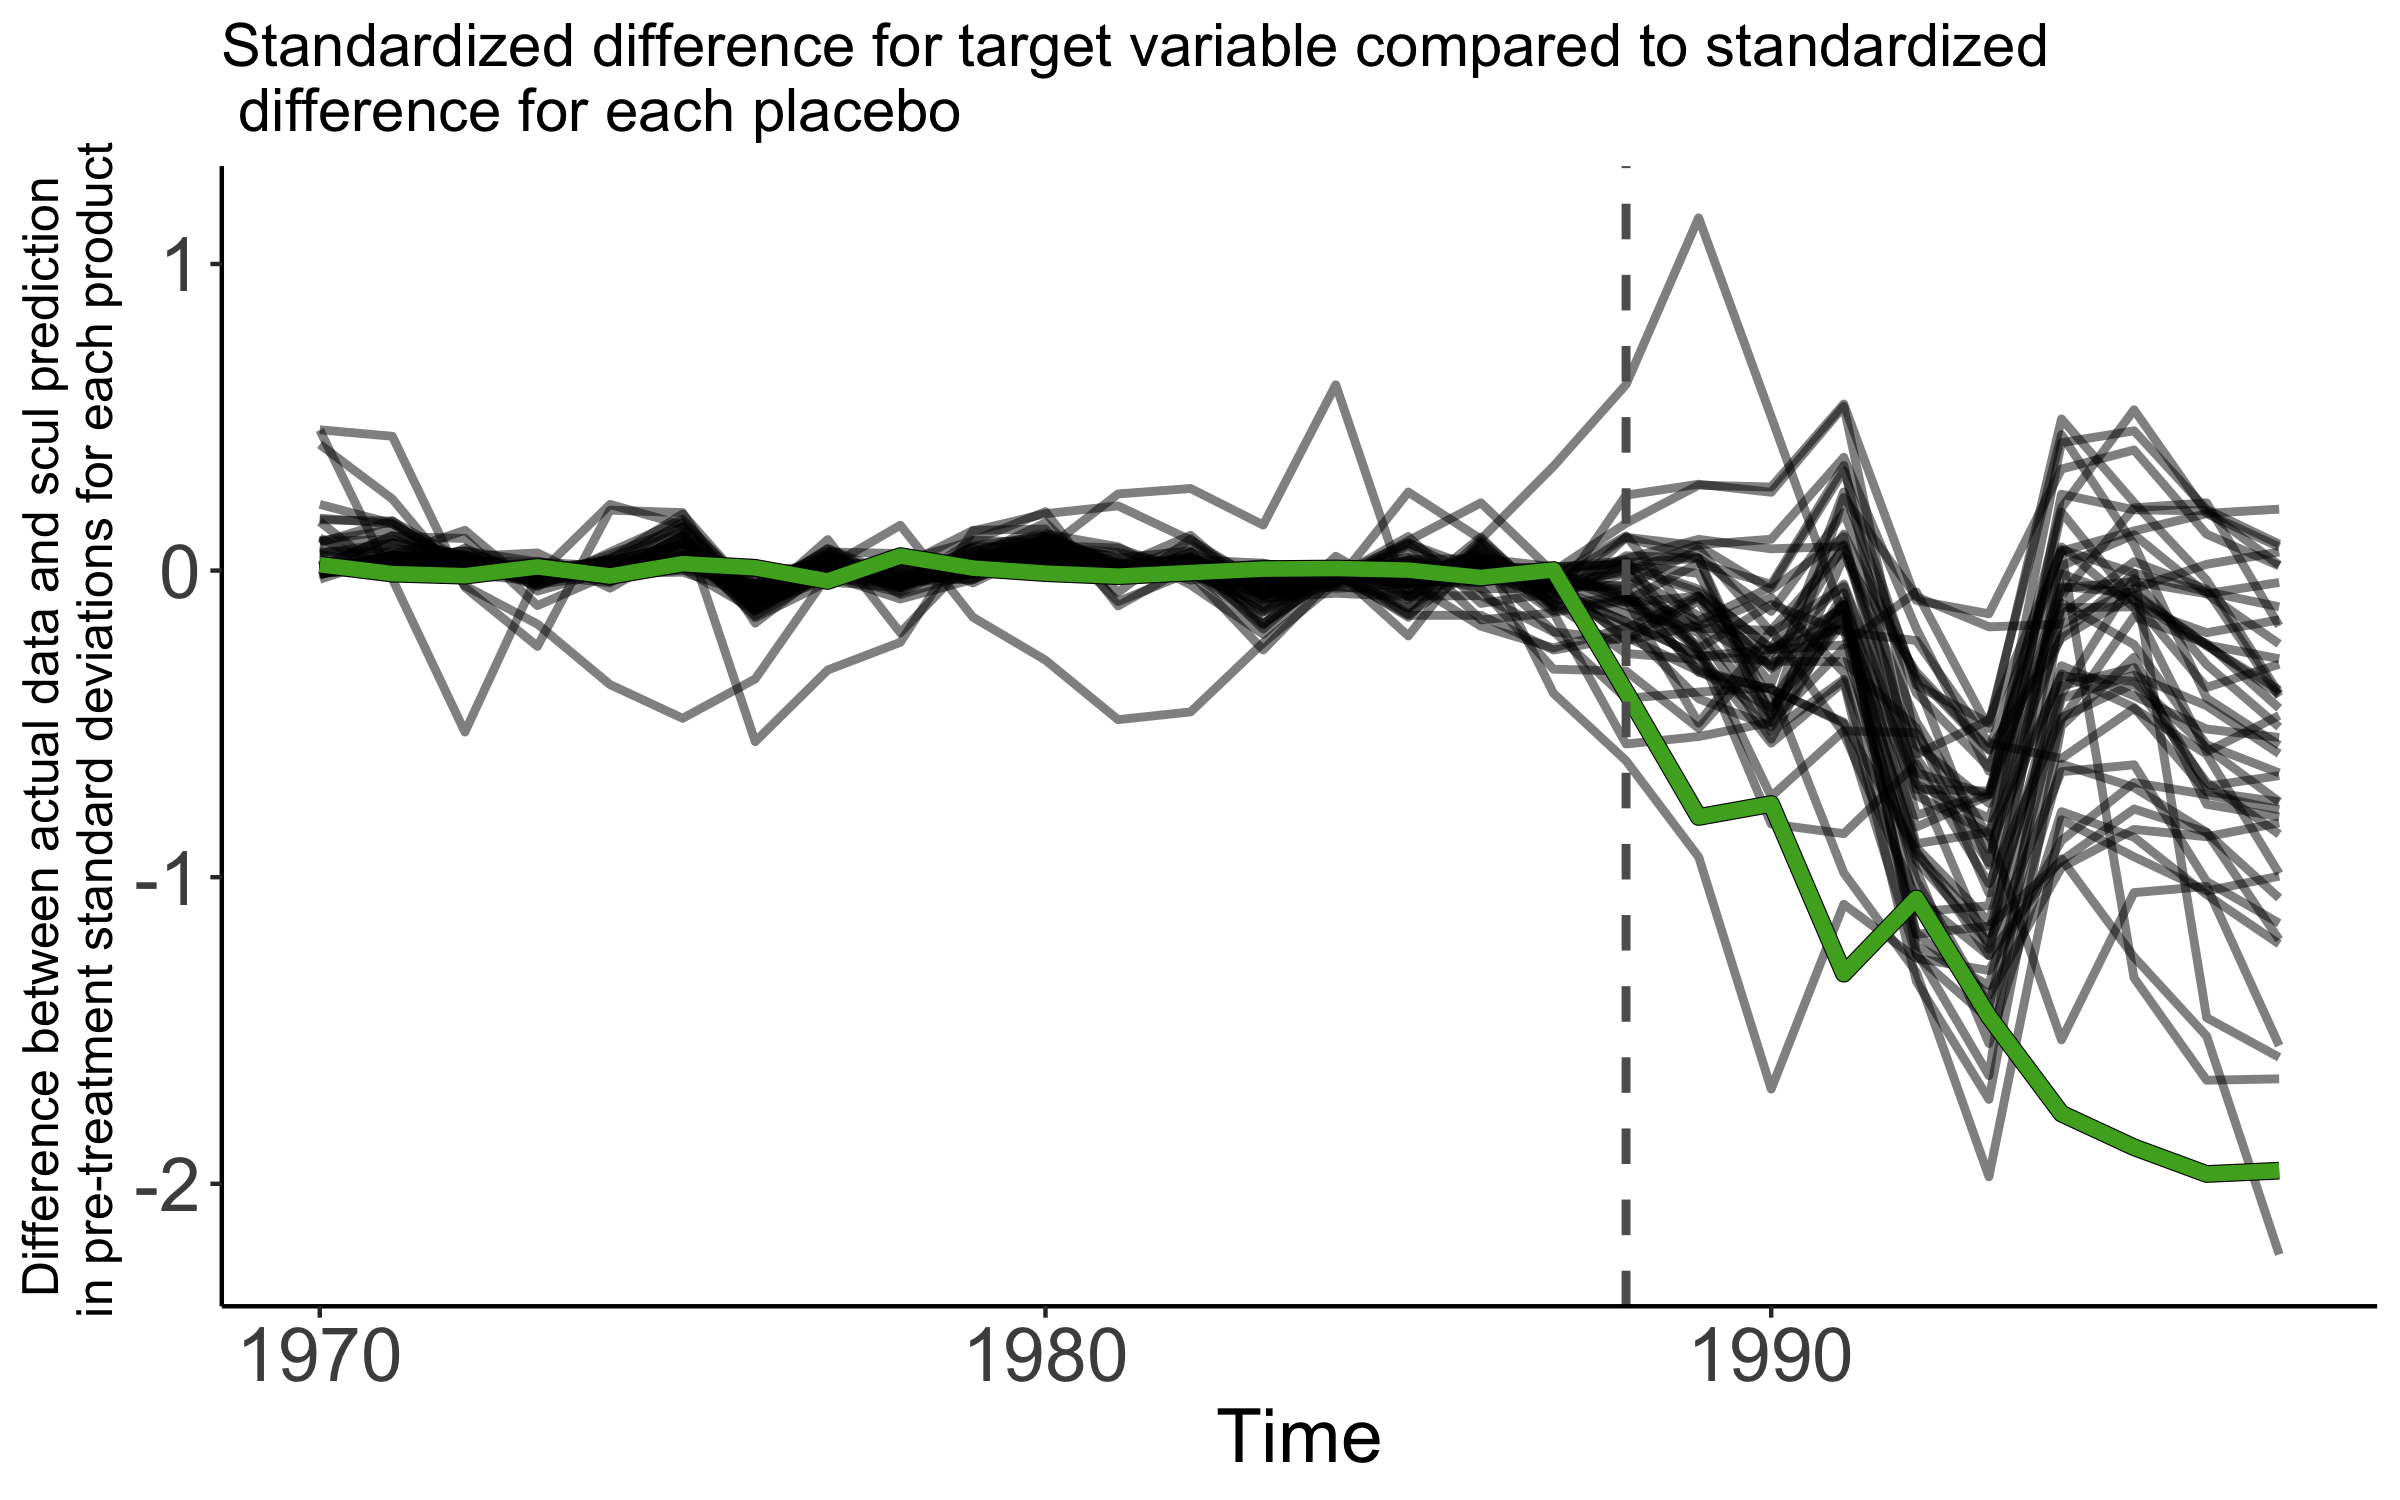 Standardized difference for target variable compared to standardized
difference for each placebo
Difference between actual data and scul prediction
in pre-treatment standard deviations for each product
1
0
-1
-2
1970
1980
1990
Time